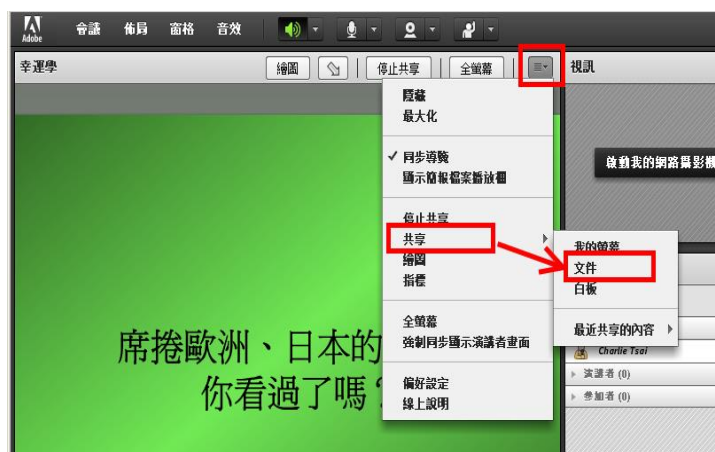 Adobe
會議 佈局 窗格 音效
幸運學 繪圖 停止共享 全螢幕 視訊
隱藏
最大化
啟動我的網路攝影機
同步導覽
顯示簡報檔案播放欄
停止共享
共享
我的螢幕
繪圖
文件
指標
白板
全螢幕
最近共享的內容
強制同步顯示演講者畫面
席捲歐洲、日本的
Charlie Tsai
演講者 (0)
偏好設定
你看過了嗎？
參加者 (0)
線上說明